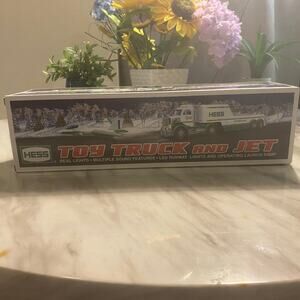 HESS
HESS
TOY TRUCK AND JET
REAL LIGHTS • MULTIPLE SOUND FEATURES • LED RUNWAY LIGHTS AND OPERATING LAUNCH RAMP